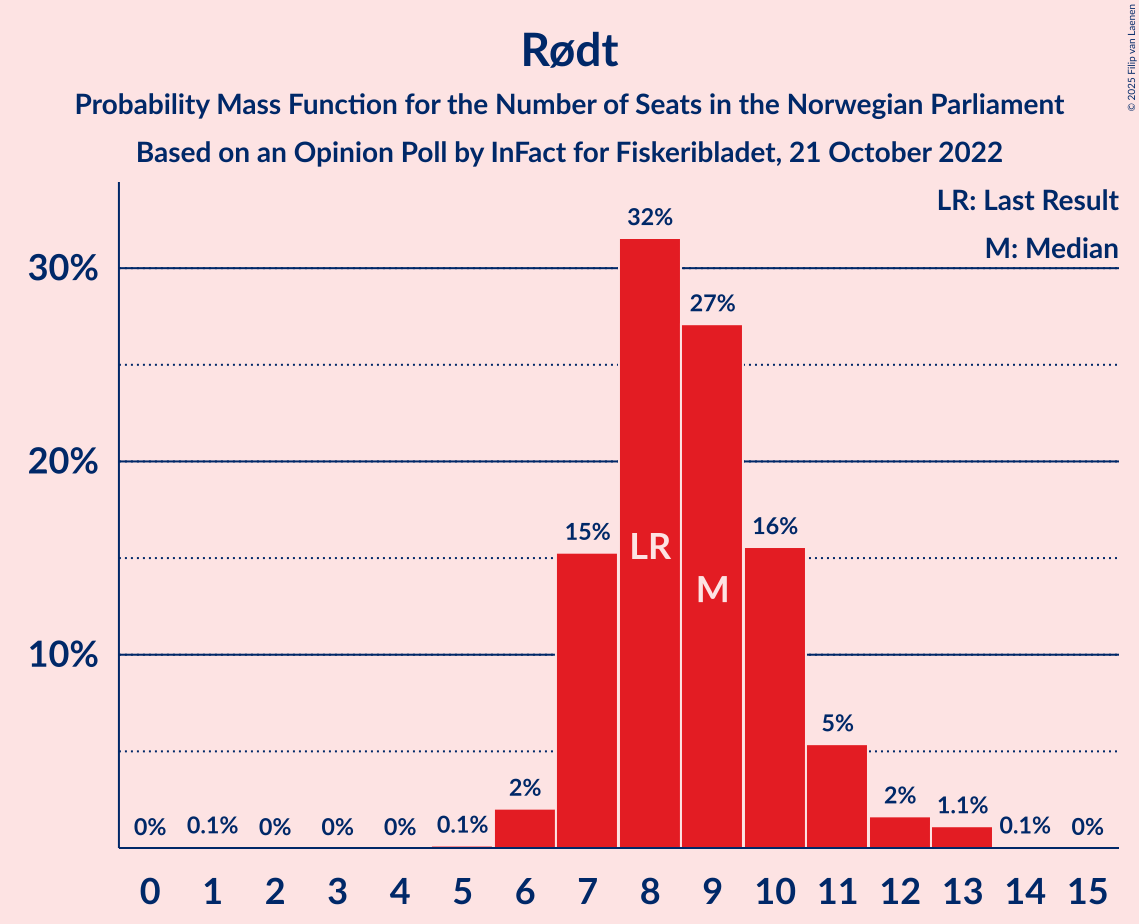 © 2025 Filip van Laenen
Rødt
Probability Mass Function for the Number of Seats in the Norwegian Parliament
Based on an Opinion Poll by InFact for Fiskeribladet, 21 October 2022
LR: Last Result
M: Median
30%
20%
10%
0% 0.1% 0% 0% 0% 0.1% 2% 15% 32% 27% 16% 5% 2% 1.1% 0.1% 0%
LR
M
0 1 2 3 4 5 6 7 8 9 10 11 12 13 14 15